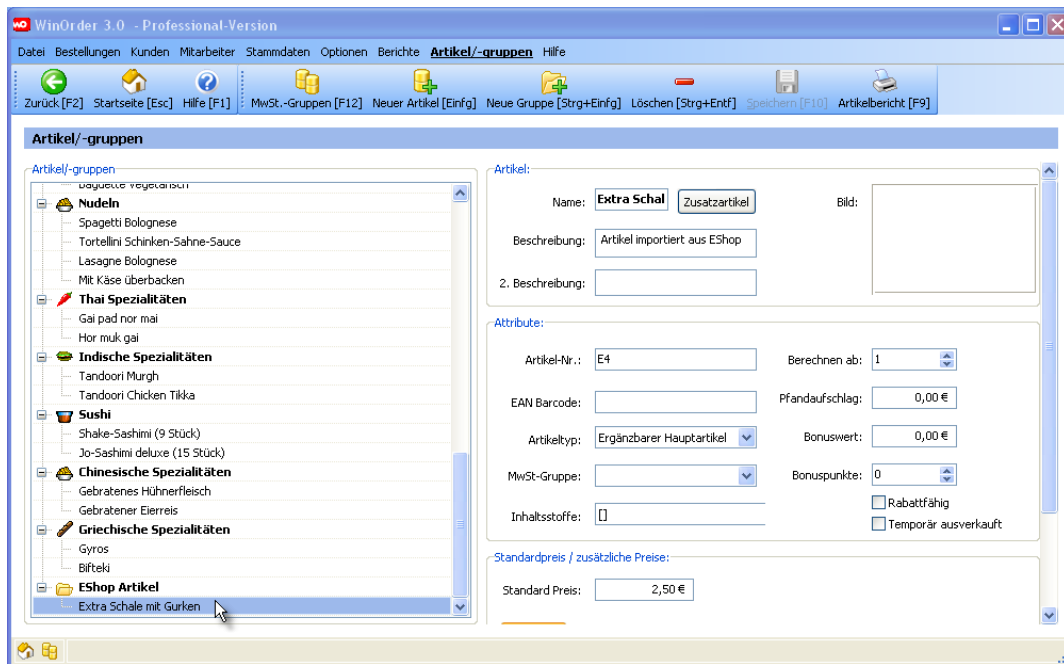 WinOrder 3.0 - Professional-Version
Datei Bestellungen Kunden Mitarbeiter Stammdaten Optionen Berichte Artikel/-gruppen Hilfe
Zurück [F2] Startseite [Esc] Hilfe [F1] MwSt.-Gruppen [F12] Neuer Artikel [Einfg] Neue Gruppe [Strg+Einfg] Löschen [Strg+Entf] Speichern [F10] Artikelbericht [F9]
Artikel/-gruppen
Artikel/-gruppen
Baguette Vegetarisch
Nudeln
Spagetti Bolognese
Tortellini Schinken-Sahne-Sauce
Lasagne Bolognese
Mit Käse überbacken
Thai Spezialitäten
Gai pad nor mai
Hor muk gai
Indische Spezialitäten
Tandoori Murgh
Tandoori Chicken Tikka
Sushi
Shake-Sashimi (9 Stück)
Jo-Sashimi deluxe (15 Stück)
Chinesische Spezialitäten
Gebratenes Hühnerfleisch
Gebratener Eierreis
Griechische Spezialitäten
Gyros
Bifteki
EShop Artikel
Extra Schale mit Gurken
Artikel:
Name: Extra Schal Zusatzartikel Bild:
Beschreibung: Artikel importiert aus EShop
2. Beschreibung:
Attribute:
Artikel-Nr.: E4 Berechnen ab: 1
EAN Barcode: Pfandaufschlag: 0,00 €
Artikeltyp: Ergänzbarer Hauptartikel Bonuswert: 0,00 €
MwSt-Gruppe: Bonuspunkte: 0
Rabattfähig
Inhaltsstoffe: []
Temporär ausverkauft
Standardpreis / zusätzliche Preise:
Standard Preis: 2,50 €